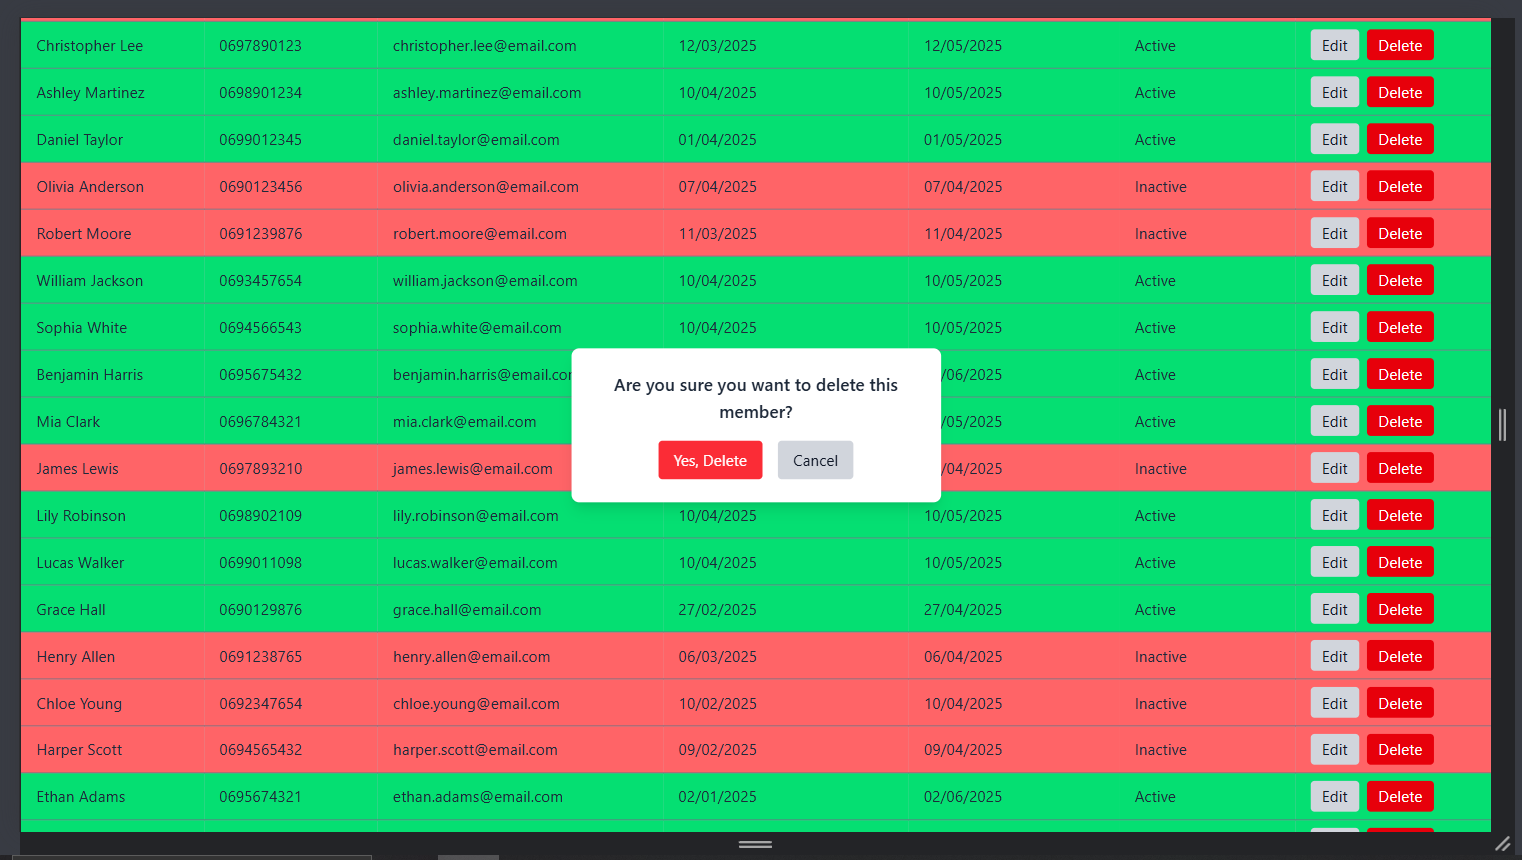 Christopher Lee 0697890123 christopher.lee@email.com 12/03/2025 12/05/2025 Active Edit Delete
Ashley Martinez 0698901234 ashley.martinez@email.com 10/04/2025 10/05/2025 Active Edit Delete
Daniel Taylor 0699012345 daniel.taylor@email.com 01/04/2025 01/05/2025 Active Edit Delete
Olivia Anderson 0690123456 olivia.anderson@email.com 07/04/2025 07/04/2025 Inactive Edit Delete
Robert Moore 0691239876 robert.moore@email.com 11/03/2025 11/04/2025 Inactive Edit Delete
William Jackson 0693457654 william.jackson@email.com 10/04/2025 10/05/2025 Active Edit Delete
Sophia White 0694566543 sophia.white@email.com 10/04/2025 10/05/2025 Active Edit Delete
Benjamin Harris 0695675432 benjamin.harris@email.co /06/2025 Active Edit Delete
Mia Clark 0696784321 mia.clark@email.com /05/2025 Active Edit Delete
James Lewis 0697893210 james.lewis@email.com /04/2025 Inactive Edit Delete
Lily Robinson 0698902109 lily.robinson@email.com 10/04/2025 10/05/2025 Active Edit Delete
Lucas Walker 0699011098 lucas.walker@email.com 10/04/2025 10/05/2025 Active Edit Delete
Grace Hall 0690129876 grace.hall@email.com 27/02/2025 27/04/2025 Active Edit Delete
Henry Allen 0691238765 henry.allen@email.com 06/03/2025 06/04/2025 Inactive Edit Delete
Chloe Young 0692347654 chloe.young@email.com 10/02/2025 10/04/2025 Inactive Edit Delete
Harper Scott 0694565432 harper.scott@email.com 09/02/2025 09/04/2025 Inactive Edit Delete
Ethan Adams 0695674321 ethan.adams@email.com 02/01/2025 02/06/2025 Active Edit Delete
Are you sure you want to delete this
member?
Yes, Delete Cancel